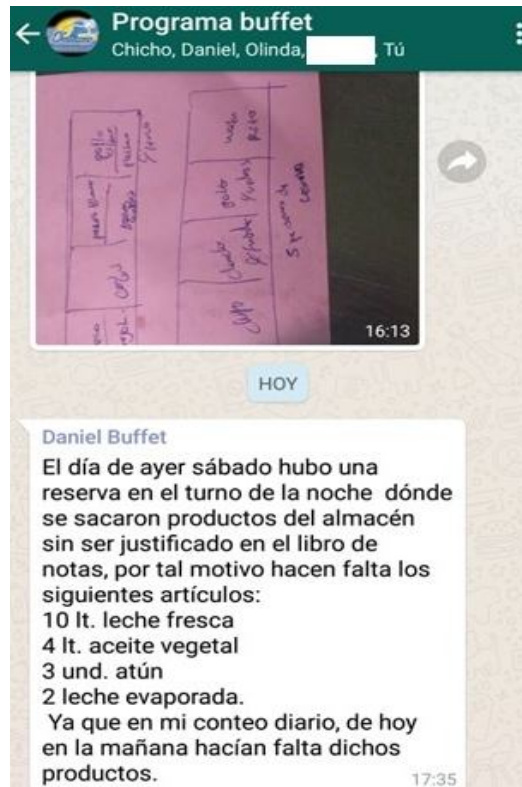 Programa buffet
Chicho, Daniel, Olinda, , Tú
16:13
HOY
Daniel Buffet
El día de ayer sábado hubo una
reserva en el turno de la noche dónde
se sacaron productos del almacén
sin ser justificado en el libro de
notas, por tal motivo hacen falta los
siguientes artículos:
10 lt. leche fresca
4 lt. aceite vegetal
3 und. atún
2 leche evaporada.
Ya que en mi conteo diario, de hoy
en la mañana hacían falta dichos
productos.
17:35